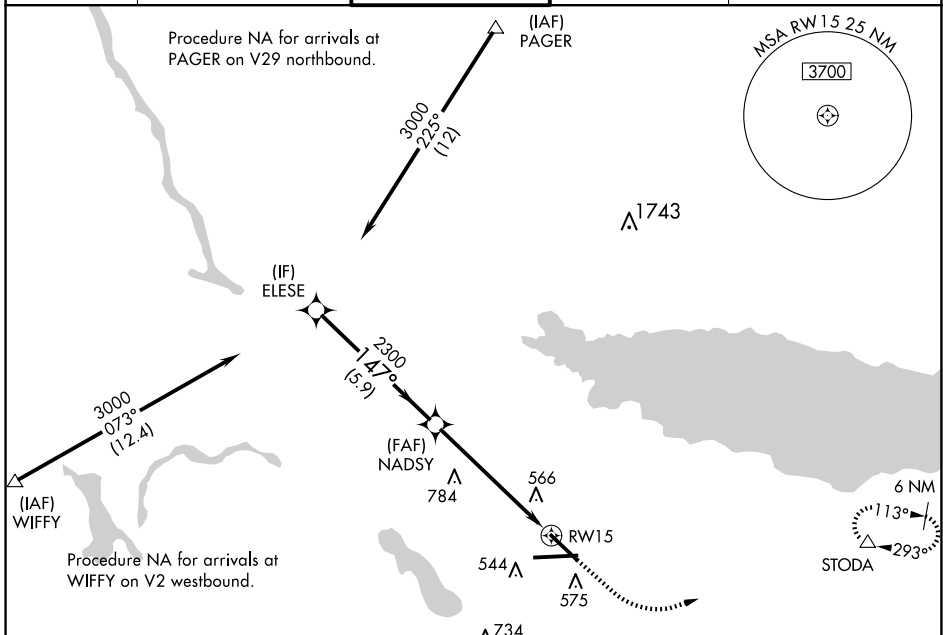 Procedure NA for arrivals at
PAGER on V29 northbound.
(IAF)
PAGER
MSA RW15 25 NM
3700
3000
225°
(12)
1743
(IF)
ELESE
2300
147°
(5.9)
3000
073°
(12.4)
(FAF)
NADSY
(IAF)
WIFFY
784
566
6 NM
113°
293°
STODA
RW15
Procedure NA for arrivals at
WIFFY on V2 westbound.
544
575
734